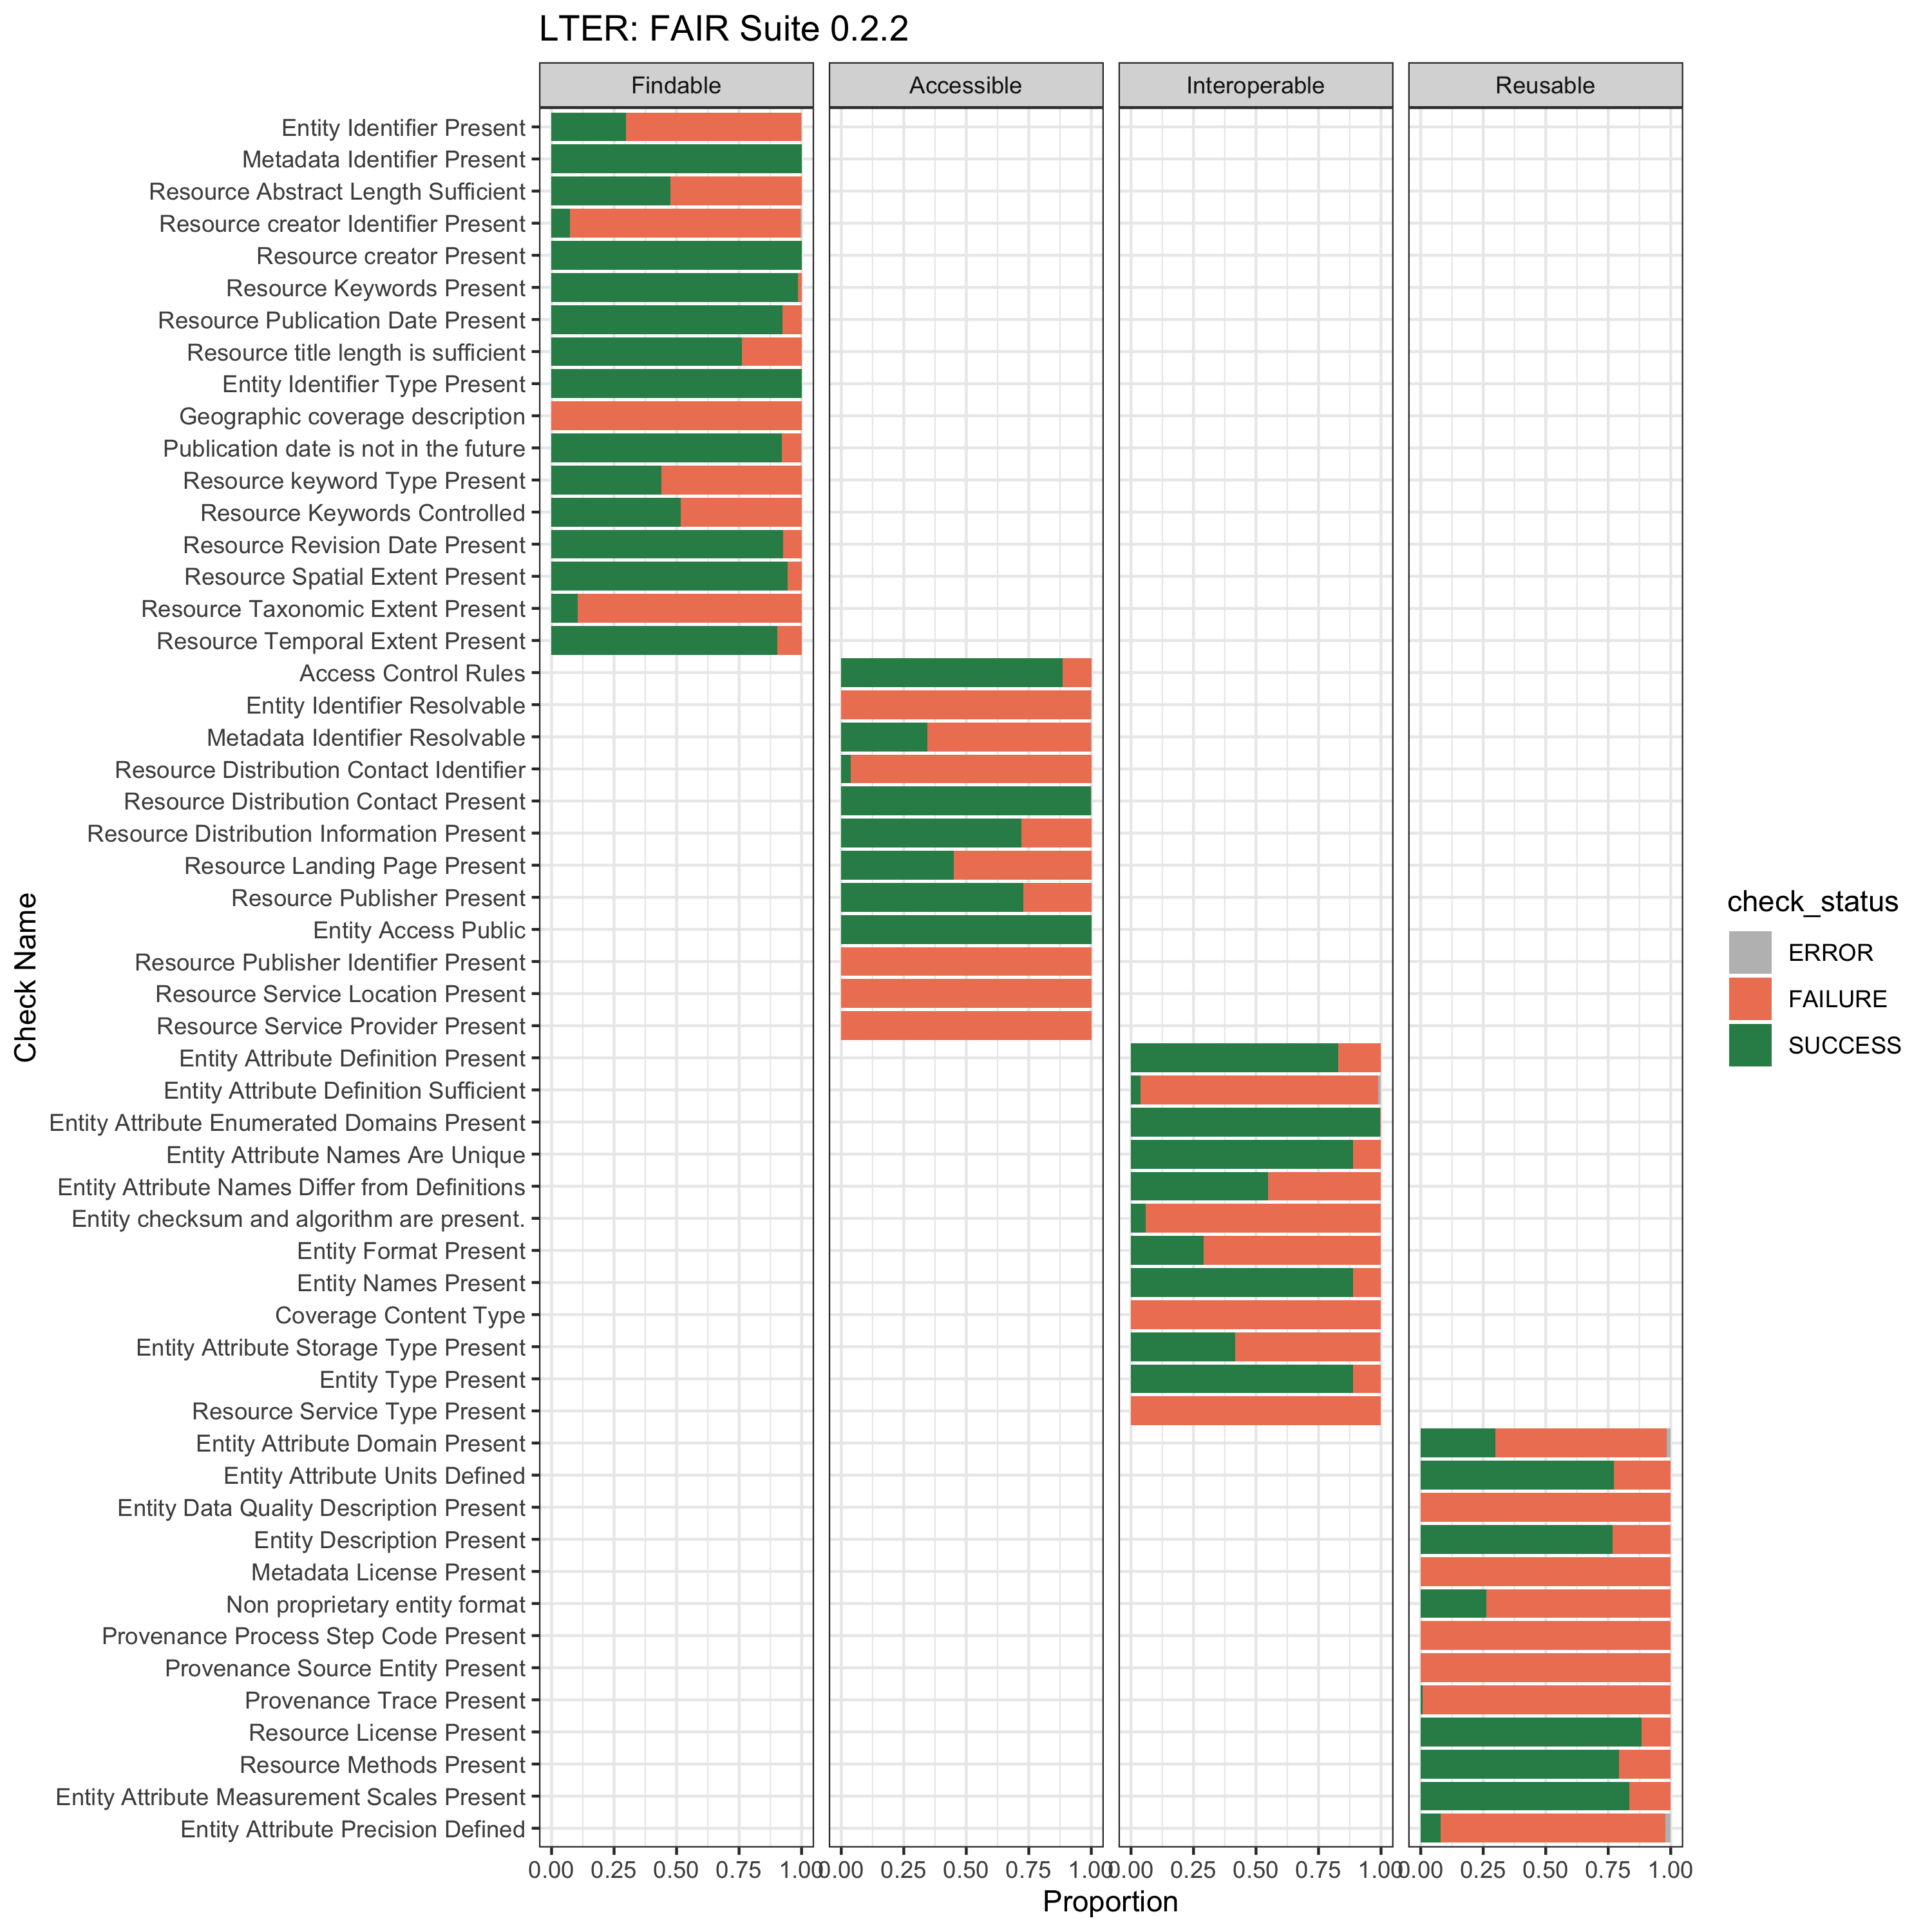 LTER: FAIR Suite 0.2.2
Findable Accessible Interoperable Reusable
Entity Identifier Present
Metadata Identifier Present
Resource Abstract Length Sufficient
Resource creator Identifier Present
Resource creator Present
Resource Keywords Present
Resource Publication Date Present
Resource title length is sufficient
Entity Identifier Type Present
Geographic coverage description
Publication date is not in the future
Resource keyword Type Present
Resource Keywords Controlled
Resource Revision Date Present
Resource Spatial Extent Present
Resource Taxonomic Extent Present
Resource Temporal Extent Present
Access Control Rules
Entity Identifier Resolvable
Metadata Identifier Resolvable
Resource Distribution Contact Identifier
Resource Distribution Contact Present
Resource Distribution Information Present
Resource Landing Page Present
Resource Publisher Present
Entity Access Public
Resource Publisher Identifier Present
Resource Service Location Present
Resource Service Provider Present
Entity Attribute Definition Present
Entity Attribute Definition Sufficient
Entity Attribute Enumerated Domains Present
Entity Attribute Names Are Unique
Entity Attribute Names Differ from Definitions
Entity checksum and algorithm are present.
Entity Format Present
Entity Names Present
Coverage Content Type
Entity Attribute Storage Type Present
Entity Type Present
Resource Service Type Present
Entity Attribute Domain Present
Entity Attribute Units Defined
Entity Data Quality Description Present
Entity Description Present
Metadata License Present
Non proprietary entity format
Provenance Process Step Code Present
Provenance Source Entity Present
Provenance Trace Present
Resource License Present
Resource Methods Present
Entity Attribute Measurement Scales Present
Entity Attribute Precision Defined
0.00 0.25 0.50 0.75 1.00 0.00 0.25 0.50 0.75 1.00 0.00 0.25 0.50 0.75 1.00 0.00 0.25 0.50 0.75 1.00
Proportion
Check Name
check_status
ERROR
FAILURE
SUCCESS